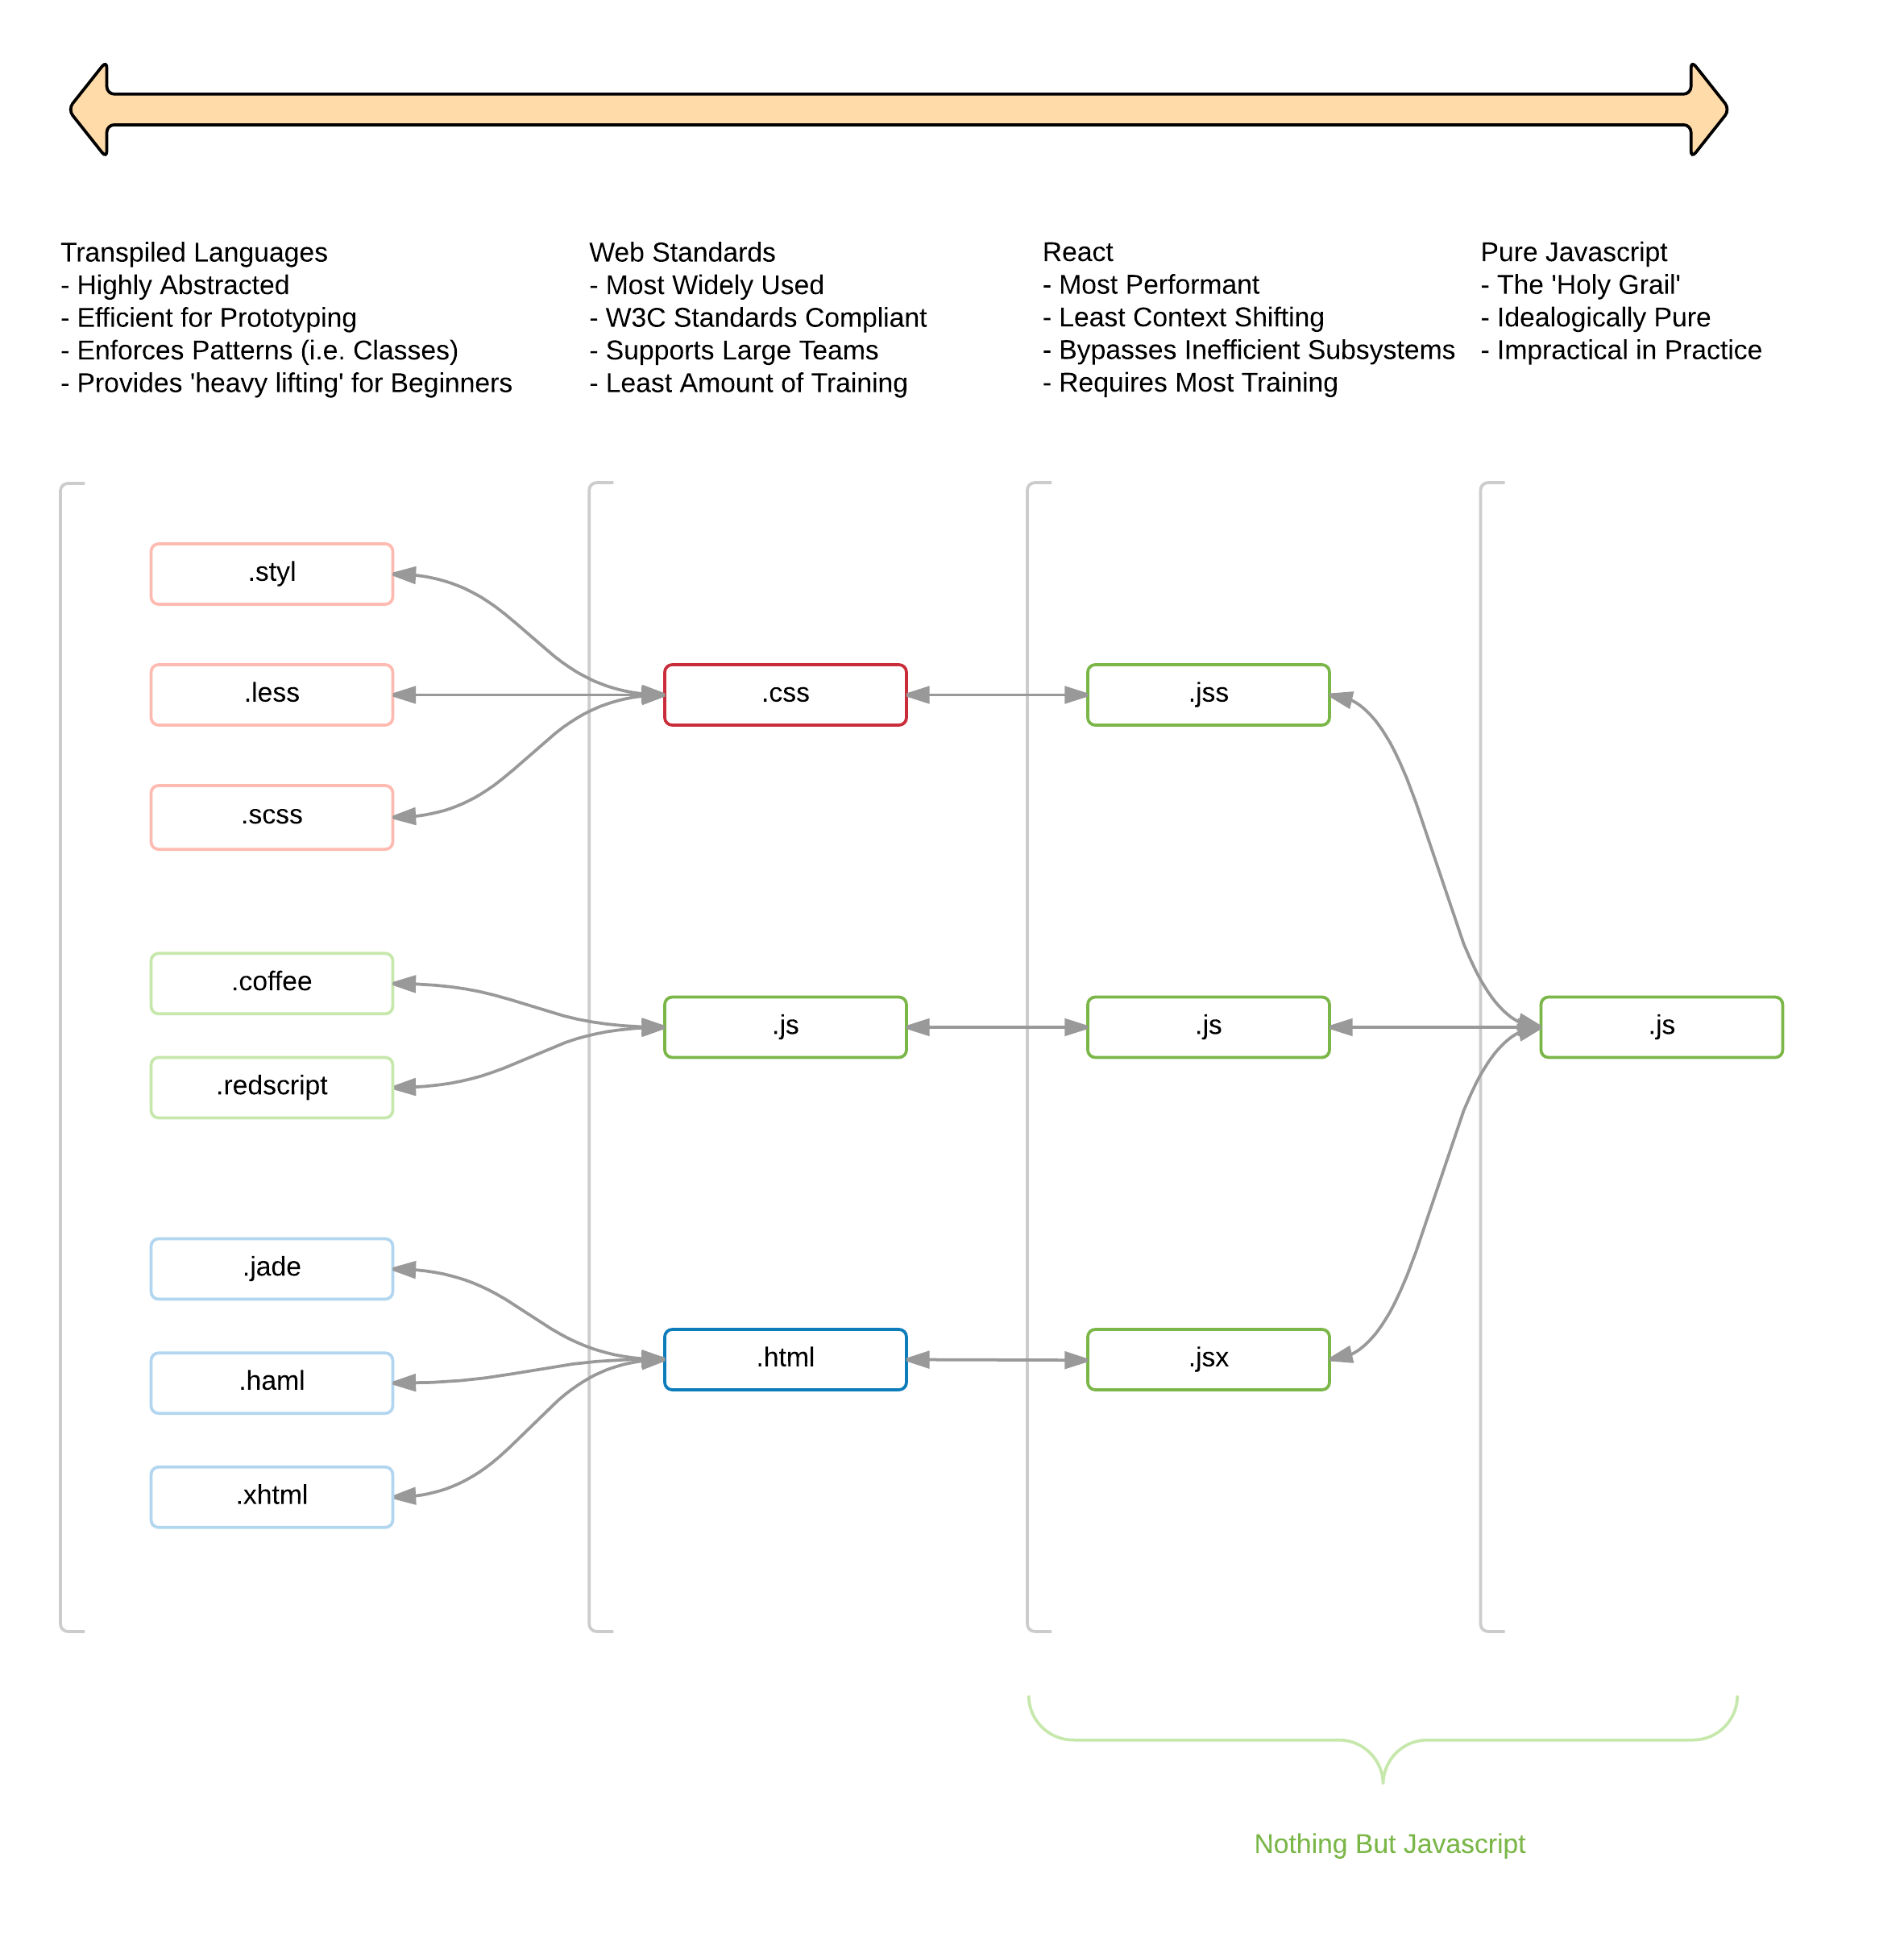 Transpiled Languages
- Highly Abstracted
- Efficient for Prototyping
- Enforces Patterns (i.e. Classes)
- Provides 'heavy lifting' for Beginners
Web Standards
- Most Widely Used
- W3C Standards Compliant
- Supports Large Teams
- Least Amount of Training
React
- Most Performant
- Least Context Shifting
- Bypasses Inefficient Subsystems
- Requires Most Training
Pure Javascript
- The 'Holy Grail'
- Idealogically Pure
- Impractical in Practice
.styl
.less
.scss
.coffee
.redscript
.jade
.haml
.xhtml
.css
.js
.html
.jss
.js
.jsx
.js
Nothing But Javascript